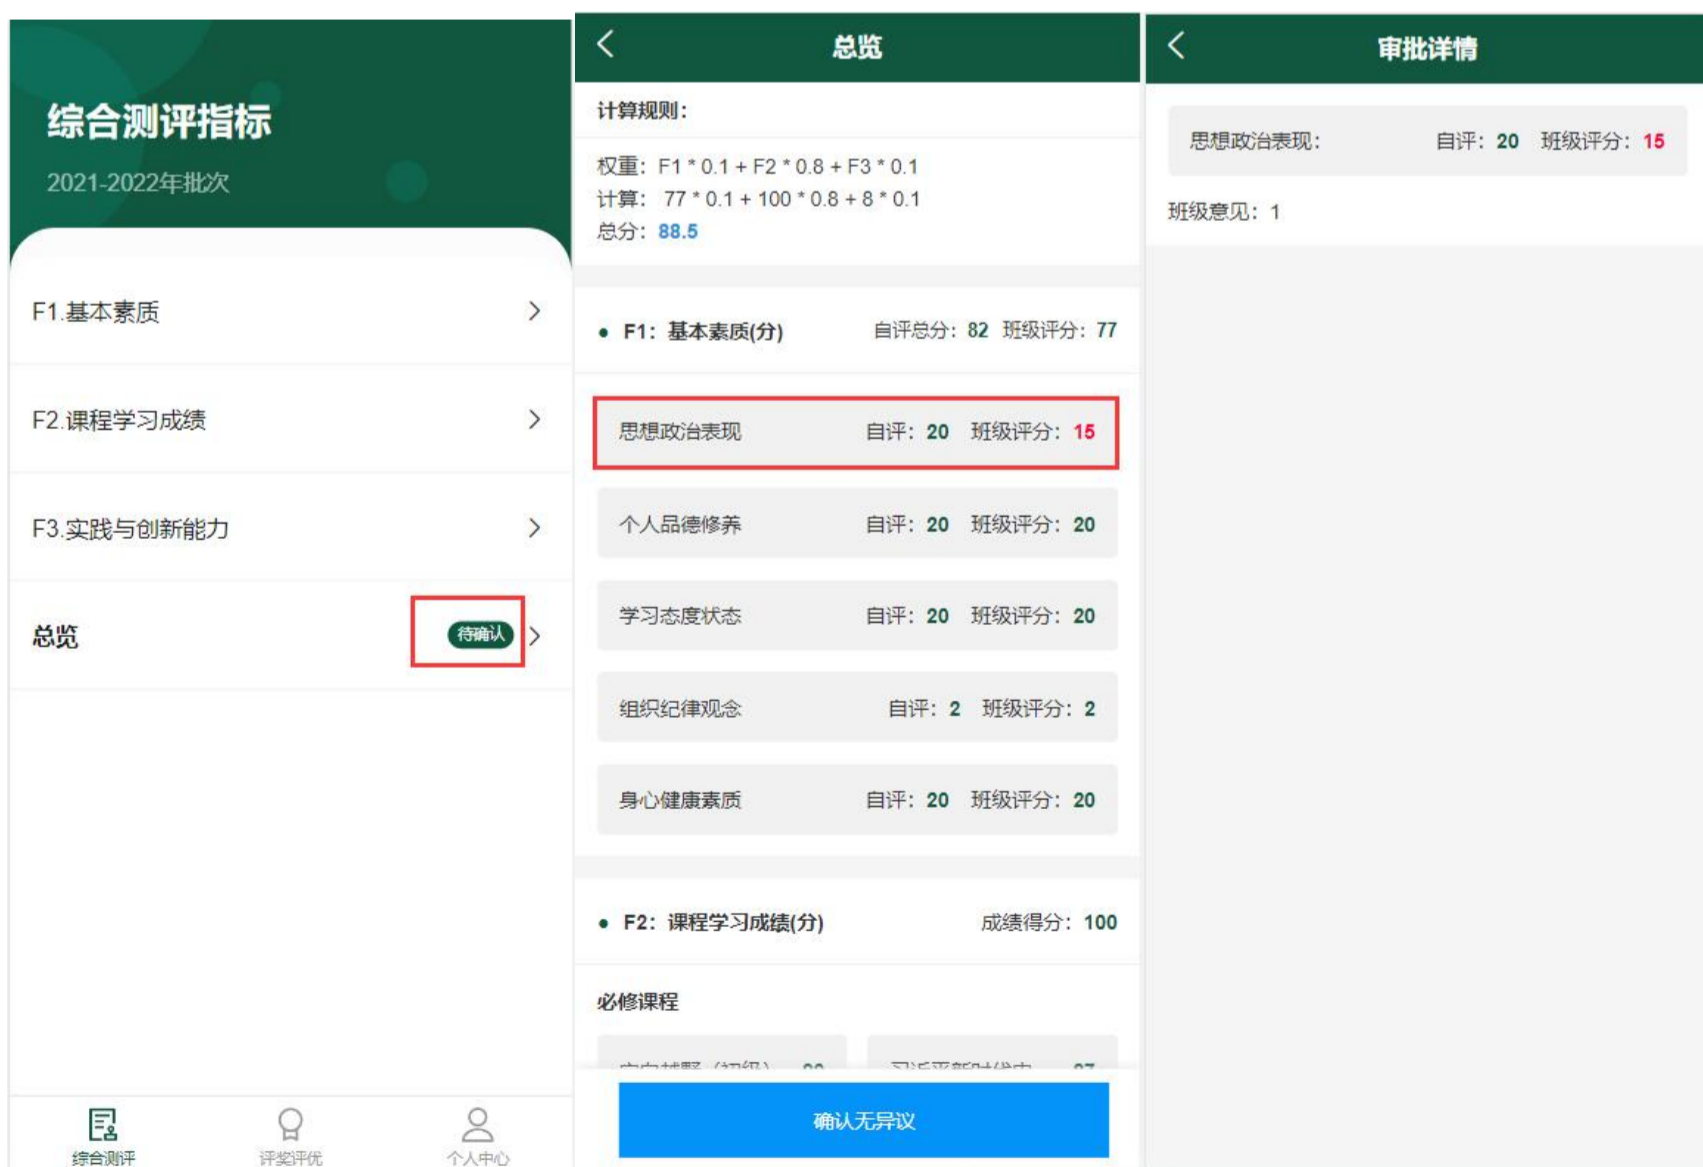 综合测评指标
2021-2022年批次
F1.基本素质
F2.课程学习成绩
F3.实践与创新能力
总览 待确认
综合测评 评奖评优 个人中心
总览
计算规则：
权重：F1 * 0.1 + F2 * 0.8 + F3 * 0.1
计算： 77 * 0.1 + 100 * 0.8 + 8 * 0.1
总分：88.5
F1：基本素质(分) 自评总分：82 班级评分：77
思想政治表现 自评：20 班级评分：15
个人品德修养 自评：20 班级评分：20
学习态度状态 自评：20 班级评分：20
组织纪律观念 自评：2 班级评分：2
身心健康素质 自评：20 班级评分：20
F2：课程学习成绩(分) 成绩得分：100
必修课程
确认无异议
审批详情
思想政治表现： 自评：20 班级评分：15
班级意见：1